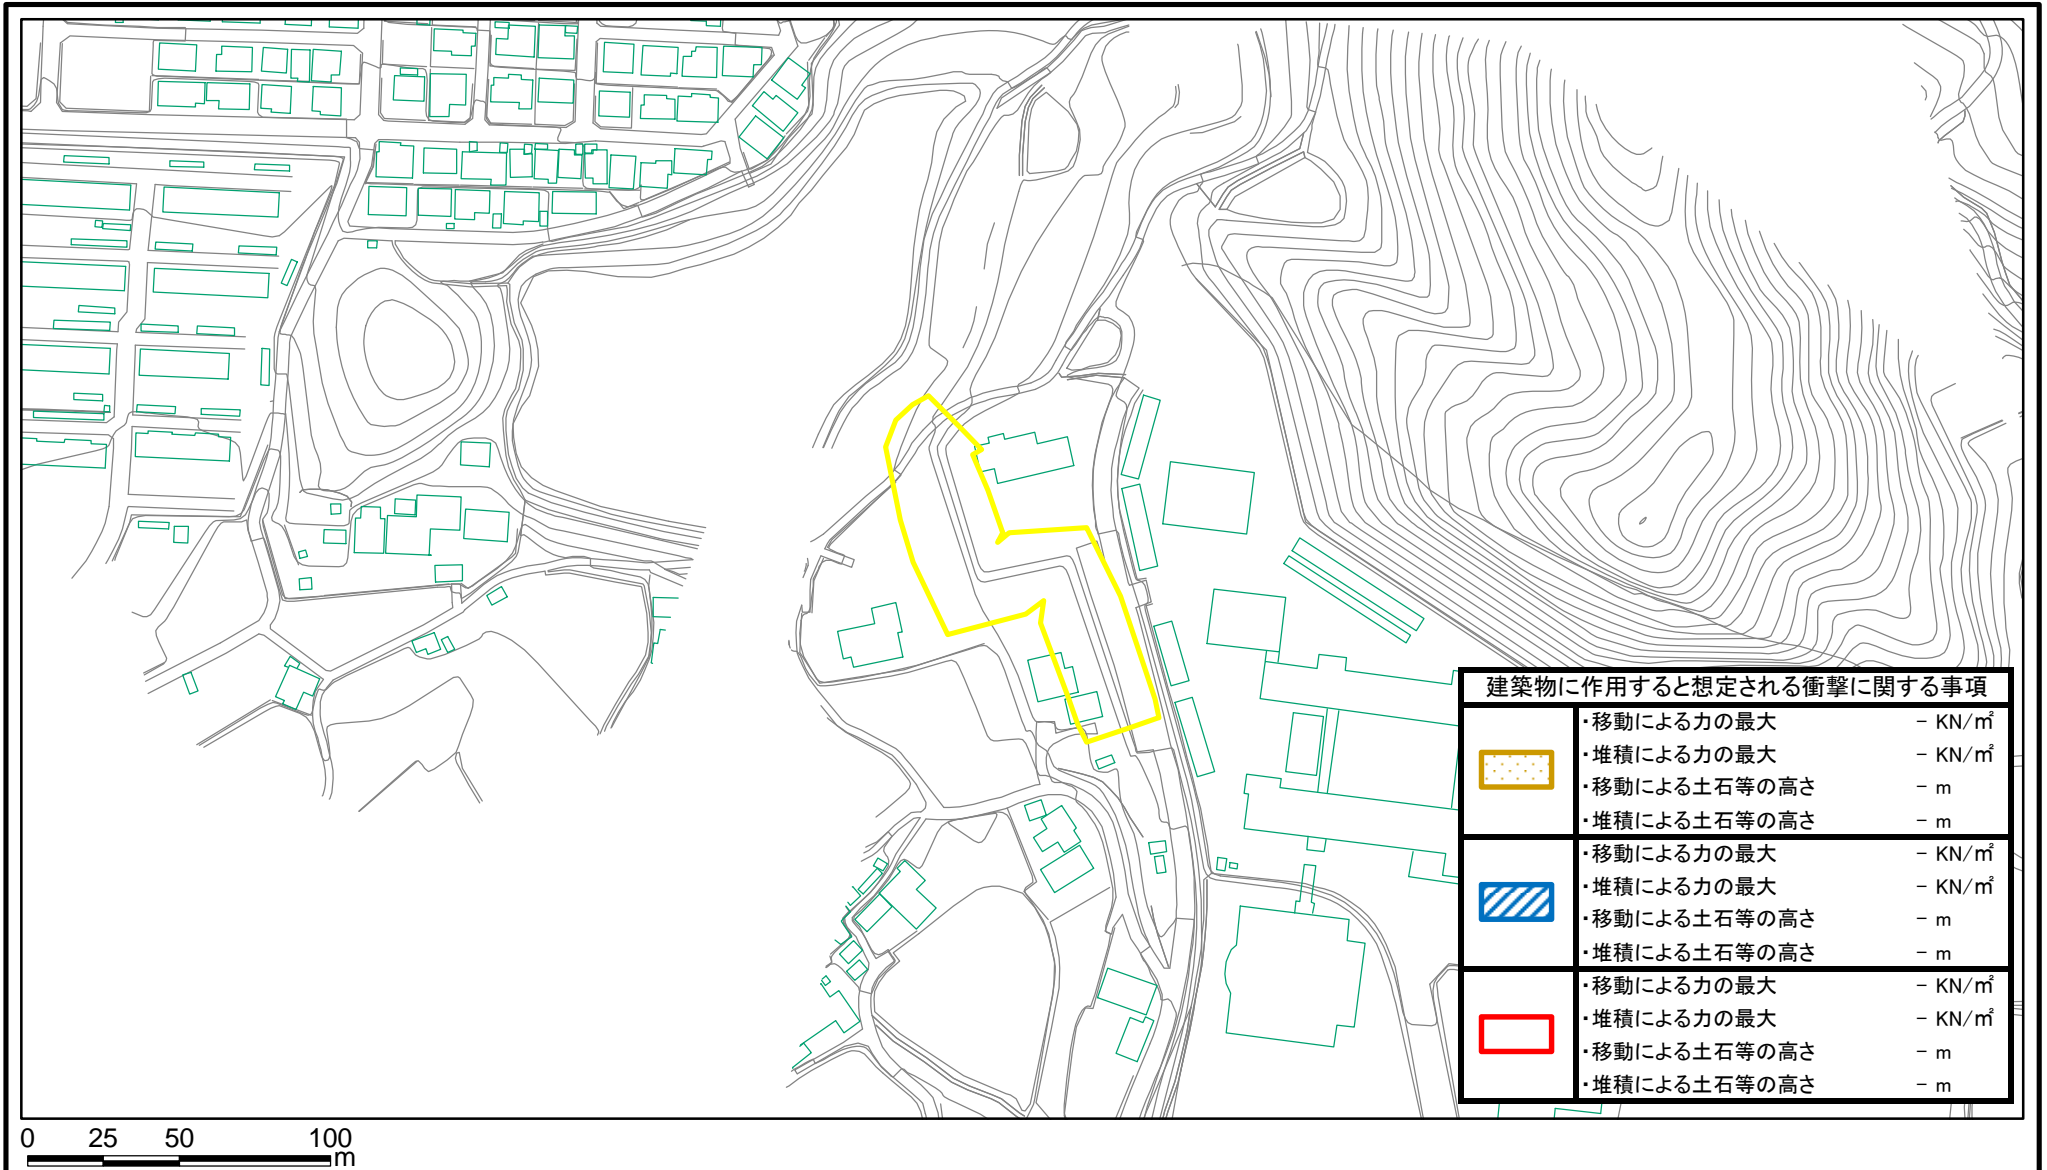 建築物に作用すると想定される衝撃に関する事項
・移動による力の最大 - KN/㎡
・堆積による力の最大 - KN/㎡
・移動による土石等の高さ - m
・堆積による土石等の高さ - m
・移動による力の最大 - KN/㎡
・堆積による力の最大 - KN/㎡
・移動による土石等の高さ - m
・堆積による土石等の高さ - m
・移動による力の最大 - KN/㎡
・堆積による力の最大 - KN/㎡
・移動による土石等の高さ - m
・堆積による土石等の高さ - m
0 25 50 100
m